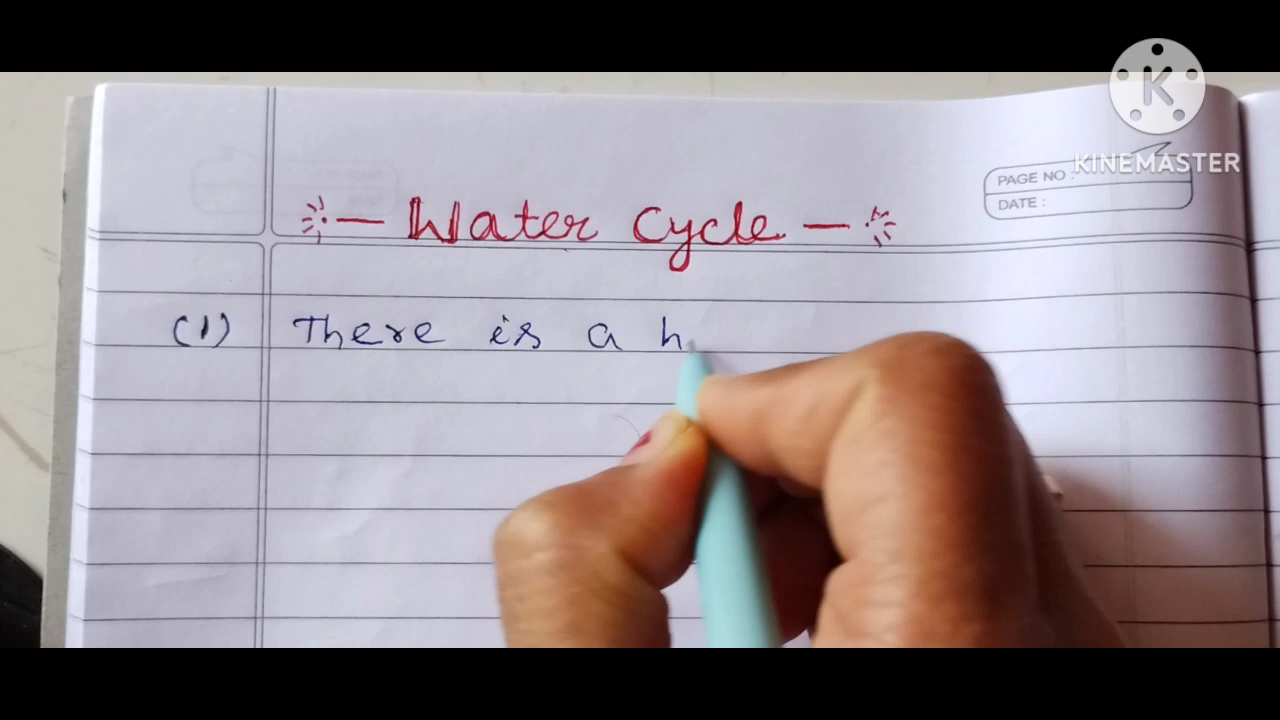 KINEMASTER
PAGE NO :
DATE :
Water Cycle
(1) There is a h